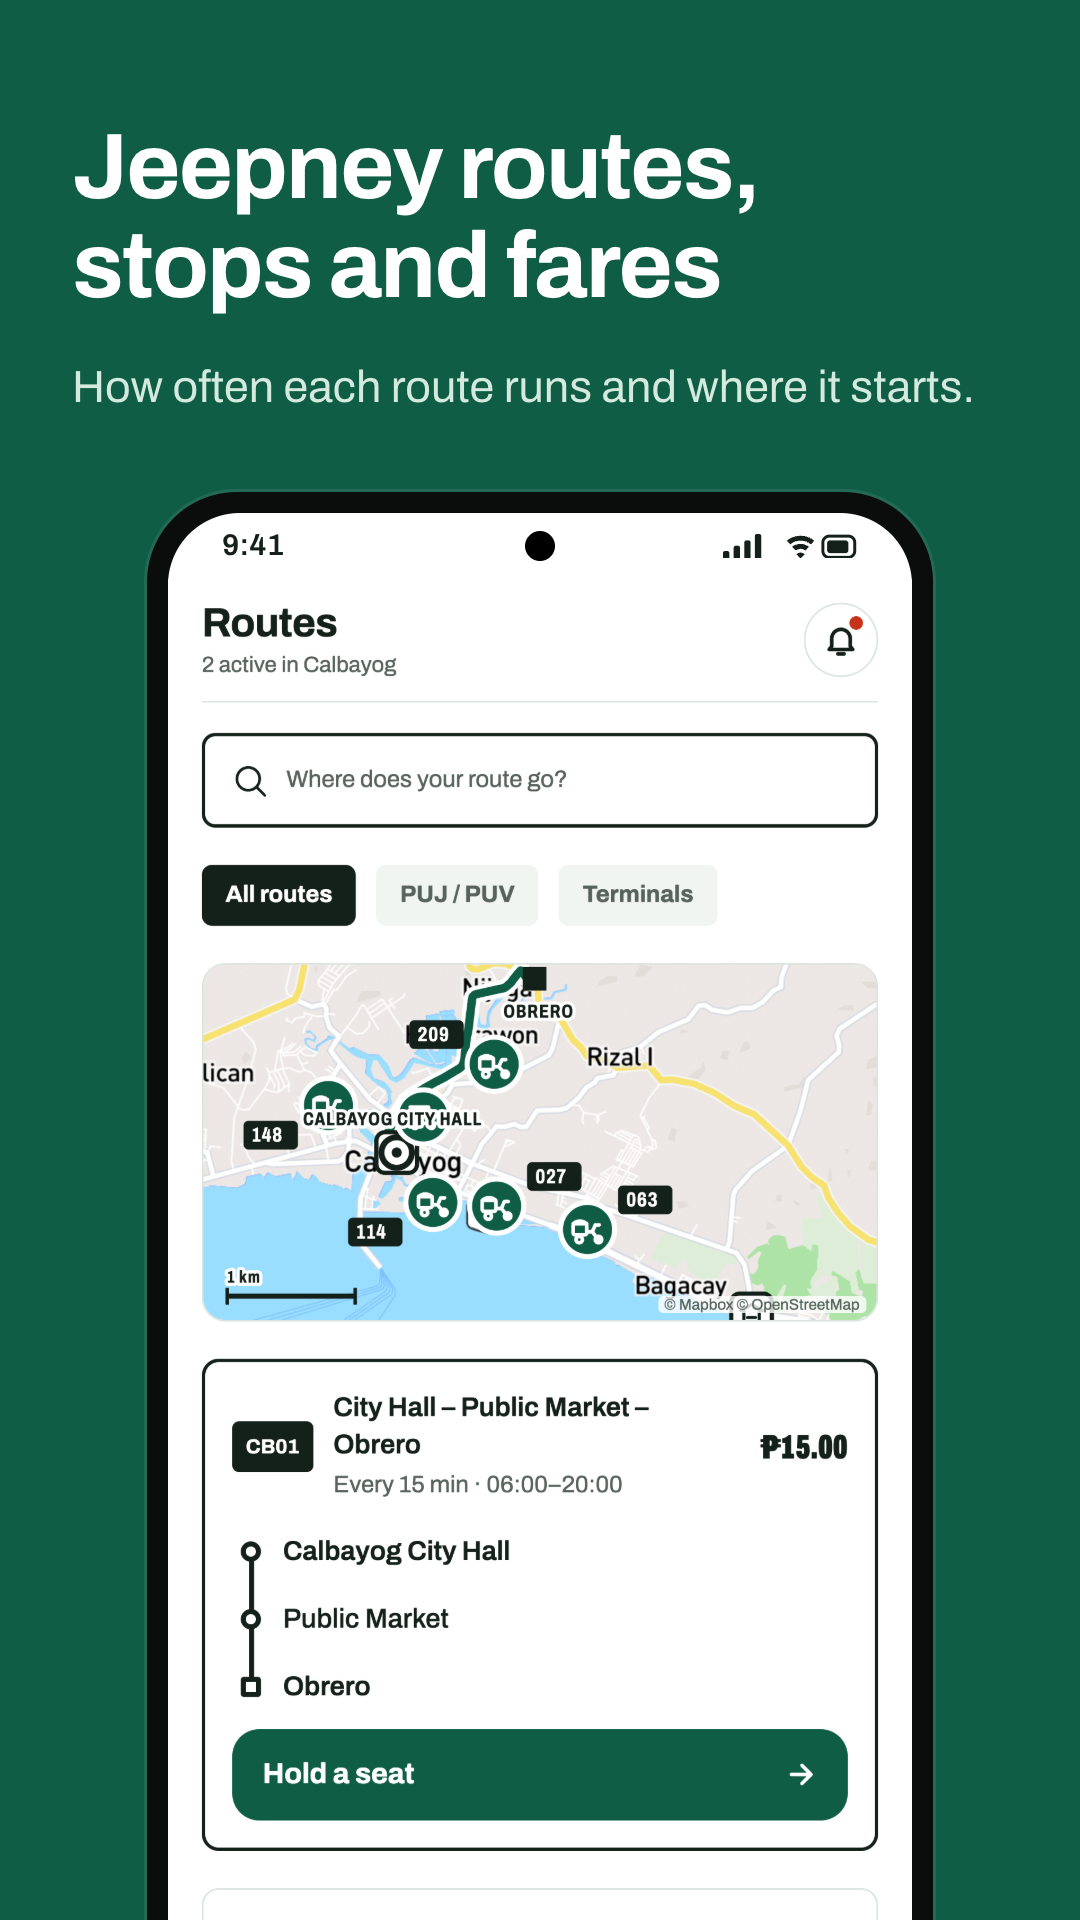 Jeepney routes,
stops and fares
How often each route runs and where it starts.
9:41
Routes
2 active in Calbayog
Where does your route go?
All routes
PUJ / PUV
Terminals
OBRERO
209
Rizal I
lican
CALBAYOG CITY HALL
148
027
063
114
1 km
Bagacay
© Mapbox © OpenStreetMap
City Hall – Public Market –
Obrero
CB01
₱15.00
Every 15 min · 06:00–20:00
Calbayog City Hall
Public Market
Obrero
Hold a seat